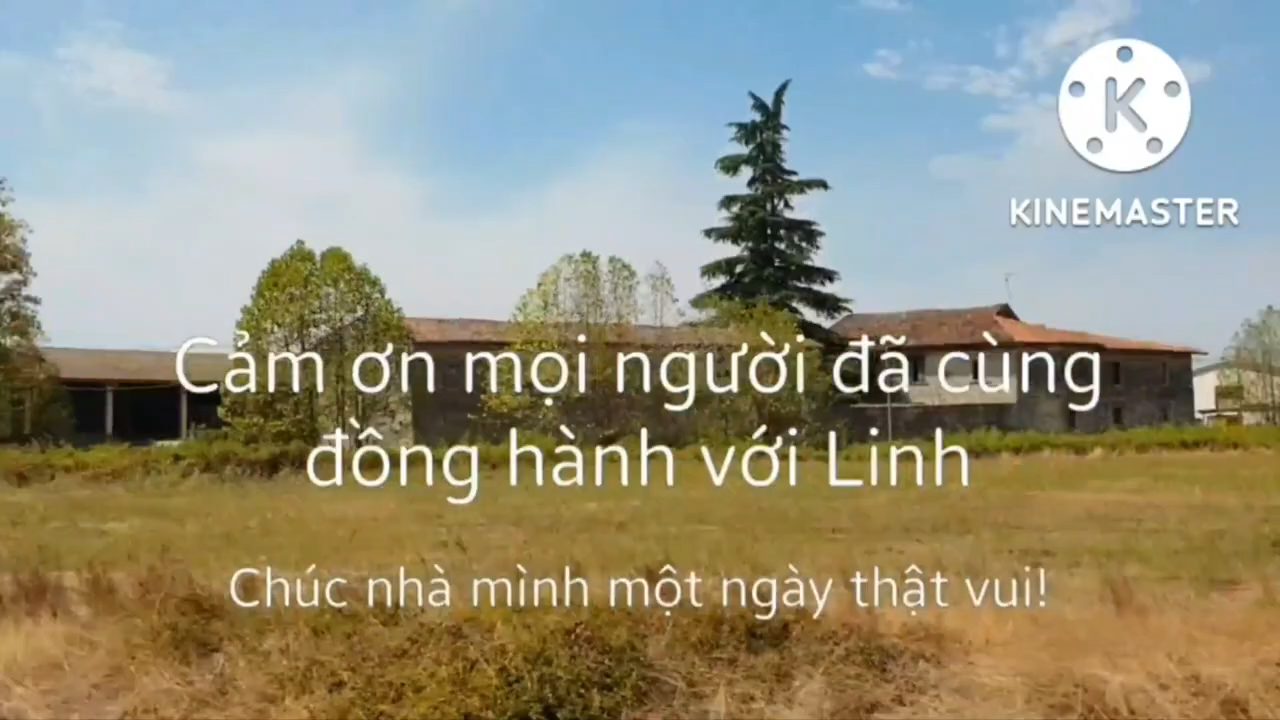 K
KINEMASTER
Cảm ơn mọi người đã cùng
đồng hành với Linh
Chúc nhà mình một ngày thật vui!